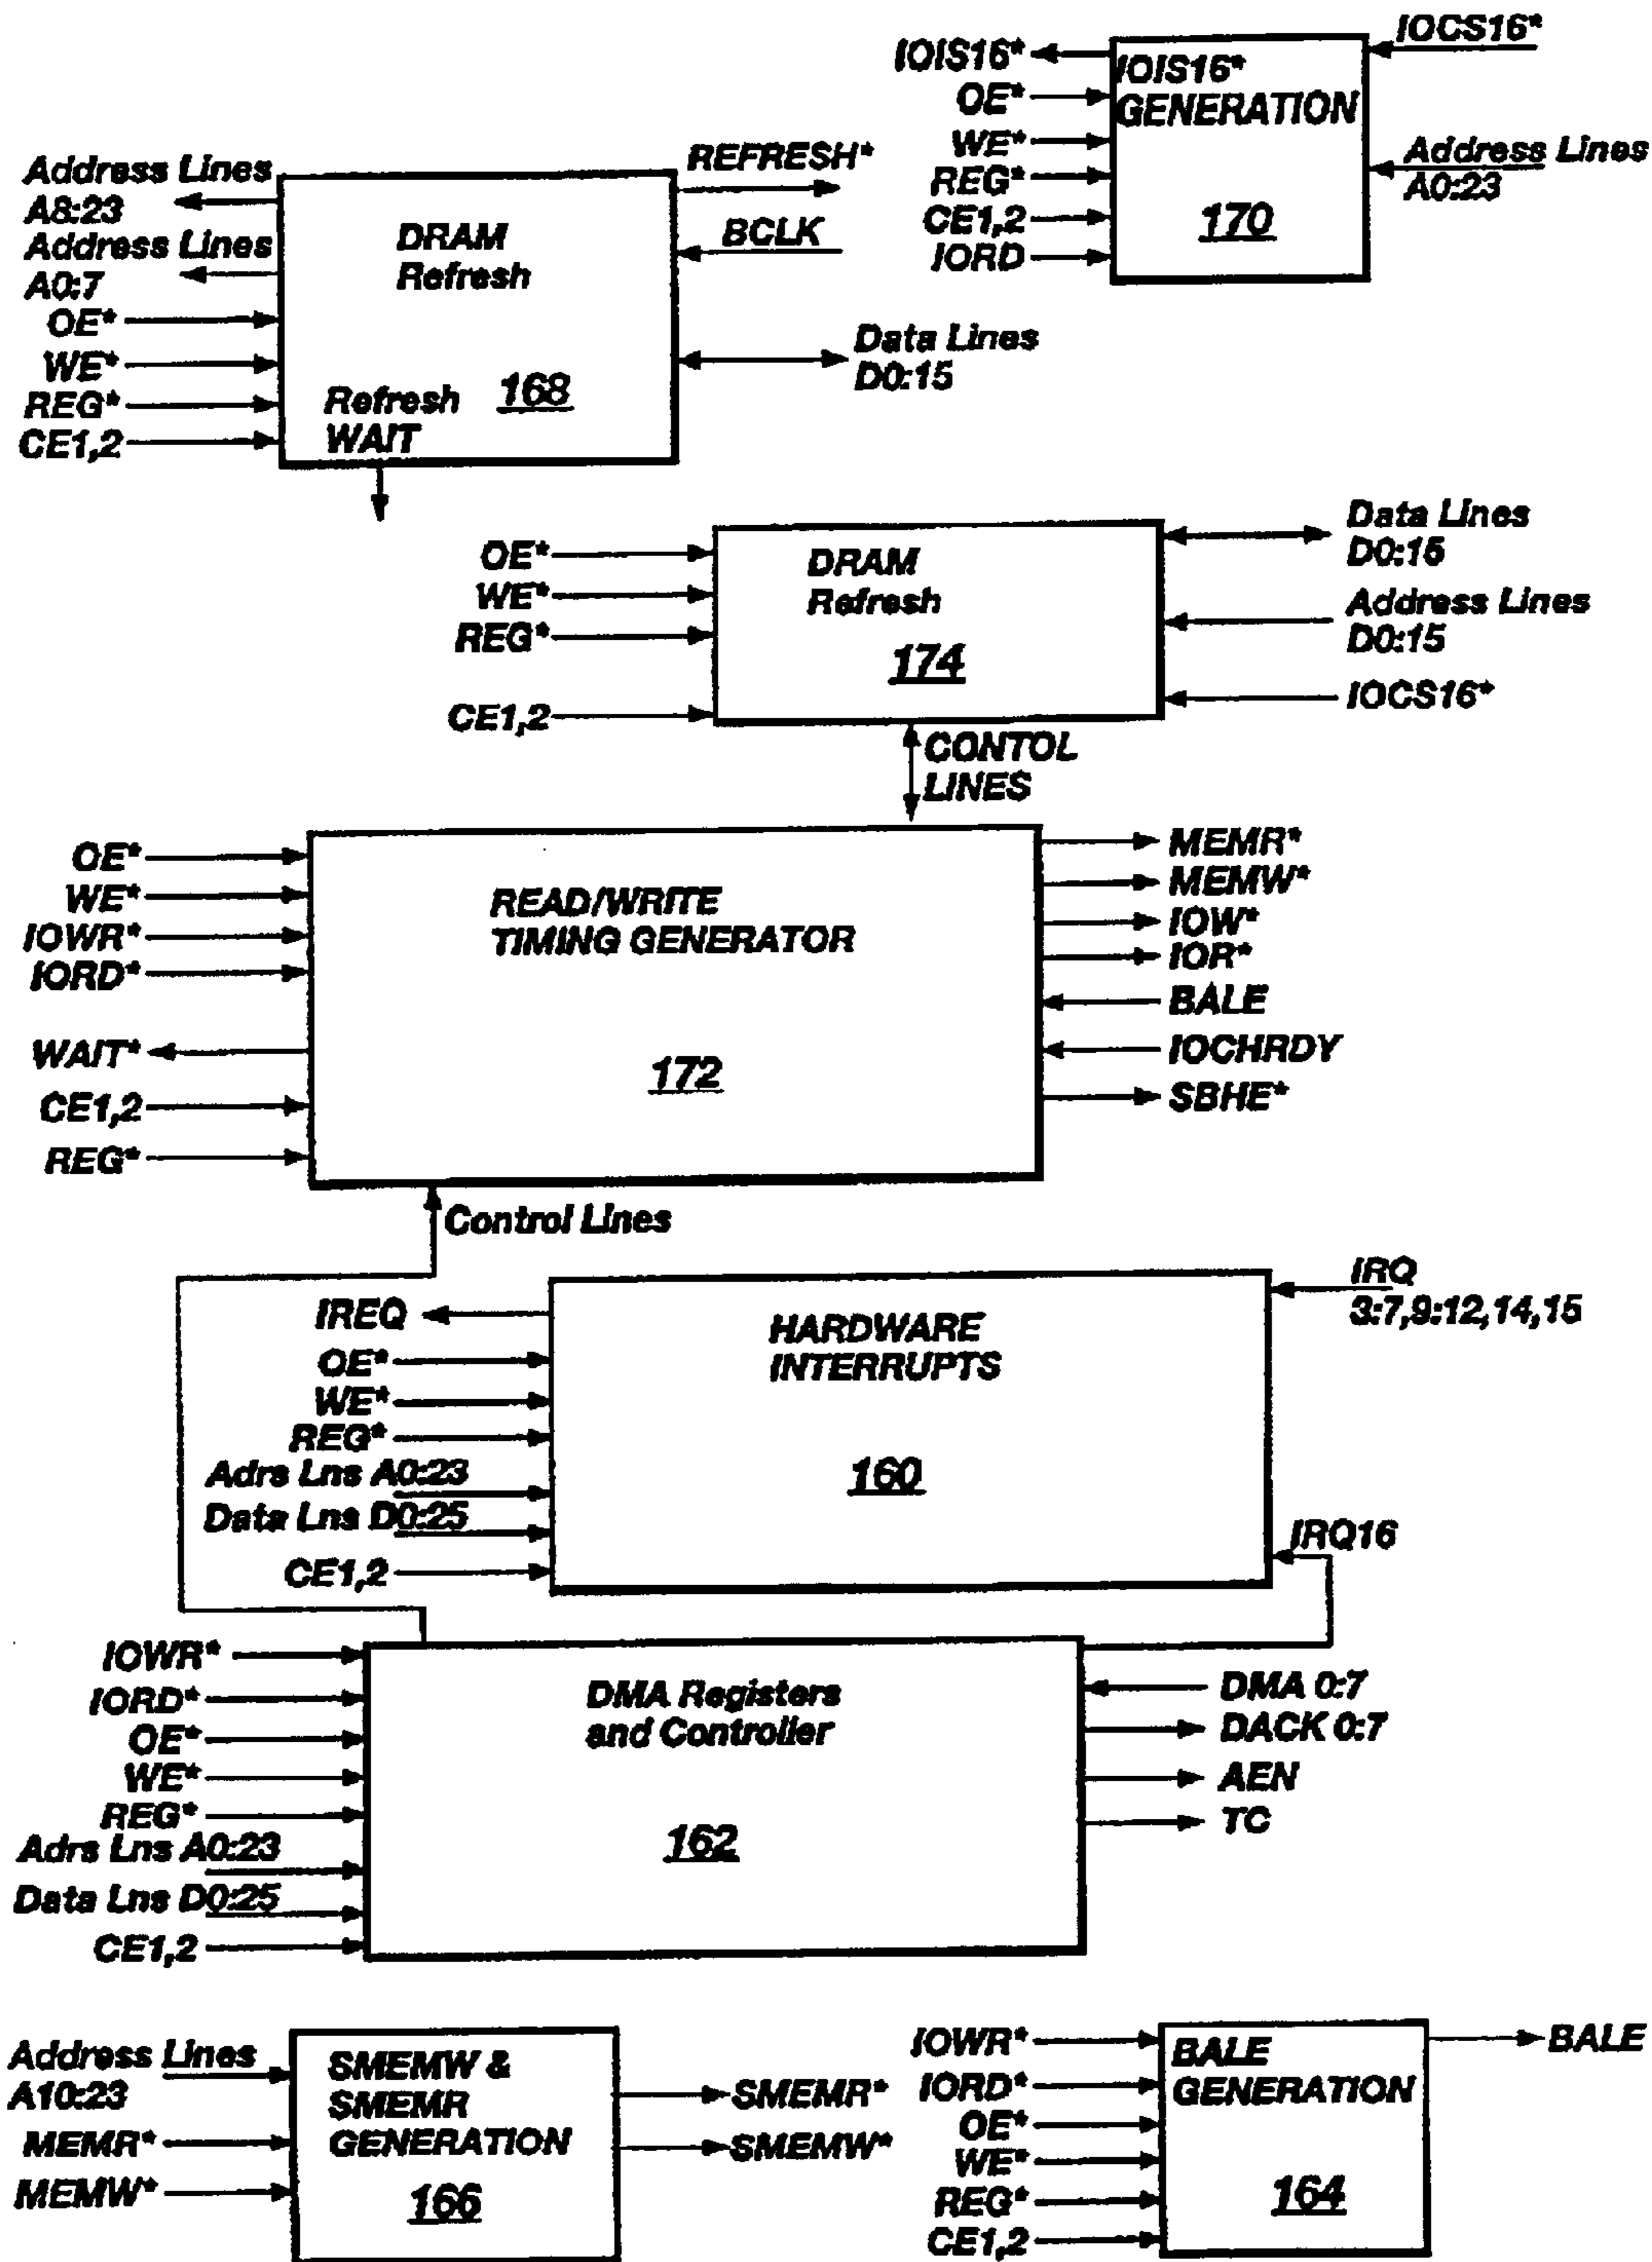 IOIS16*
OE*
WE*
REG*
CE1,2
IORD
IOIS16*
GENERATION
170
IOCS16*
Address Lines
A0:23
Address Lines
A8:23
Address Lines
A0:7
OE*
WE*
REG*
CE1,2
DRAM
Refresh
168
Refresh
WAIT
REFRESH*
BCLK
Data Lines
D0:15
OE*
WE*
REG*
CE1,2
DRAM
Refresh
174
Data Lines
D0:15
Address Lines
D0:15
IOCS16*
CONTOL
LINES
OE*
WE*
IOWR*
IORD*
WAIT*
CE1,2
REG*
READ/WRITE
TIMING GENERATOR
172
MEMR*
MEMW*
IOW*
IOR*
BALE
IOCHRDY
SBHE*
Control Lines
IREQ
OE*
WE*
REG*
Adrs Lns A0:23
Data Lns D0:25
CE1,2
HARDWARE
INTERRUPTS
160
IRQ
3:7,9:12,14,15
IRQ16
IOWR*
IORD*
OE*
WE*
REG*
Adrs Lns A0:23
Data Lns D0:25
CE1,2
DMA Registers
and Controller
162
DMA 0:7
DACK 0:7
AEN
TC
Address Lines
A10:23
MEMR*
MEMW*
SMEMW &
SMEMR
GENERATION
166
SMEMR*
SMEMW*
IOWR*
IORD*
OE*
WE*
REG*
CE1,2
BALE
GENERATION
164
BALE